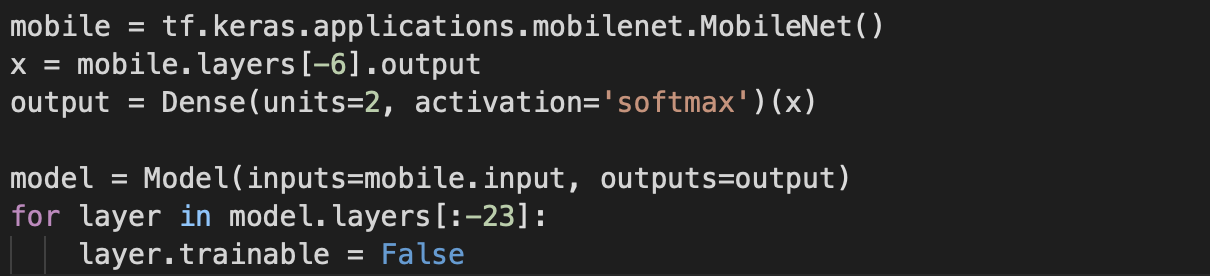 mobile = tf.keras.applications.mobilenet.MobileNet()
x = mobile.layers[-6].output
output = Dense(units=2, activation='softmax')(x)

model = Model(inputs=mobile.input, outputs=output)
for layer in model.layers[:-23]:
    layer.trainable = False